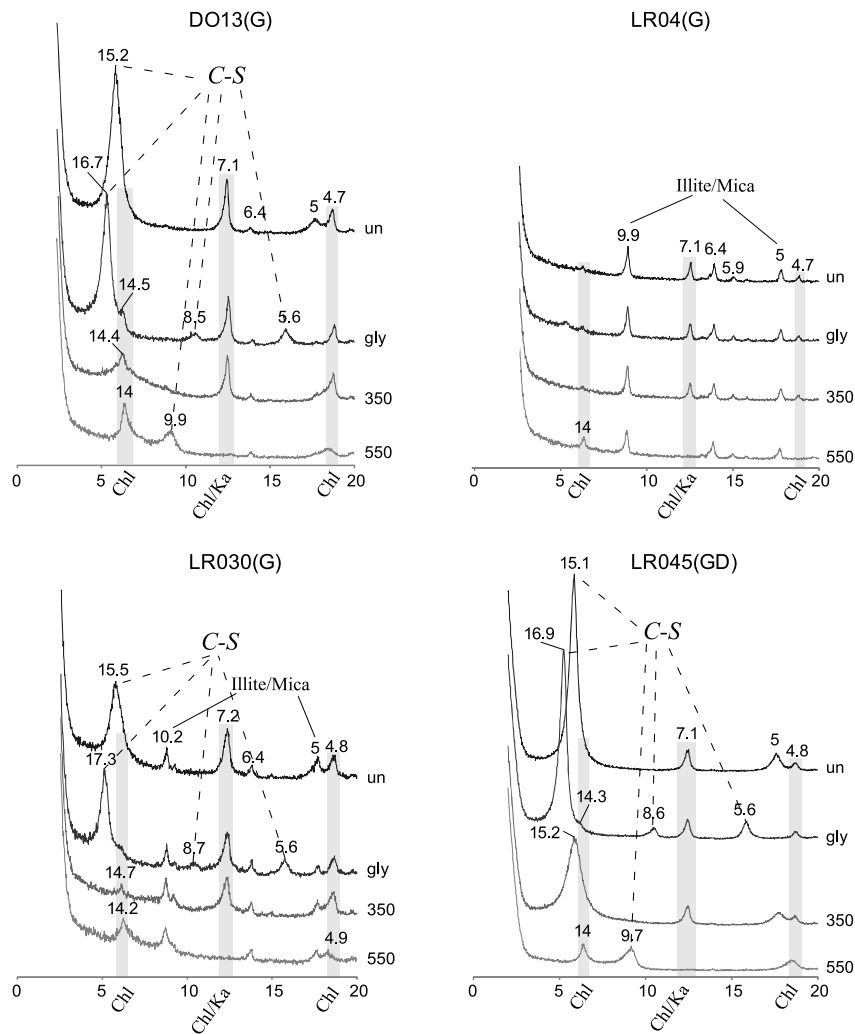 DO13(G)
15.2
C-S
16.7
7.1
6.4
5
4.7
un
14.5
8.5
5.6
gly
14.4
350
14
9.9
550
0
5
10
15
20
Chl
Chl/Ka
Chl
LR04(G)
Illite/Mica
9.9
7.1
6.4
5.9
5
4.7
un
gly
350
14
550
0
5
10
15
20
Chl
Chl/Ka
Chl
LR030(G)
C-S
15.5
Illite/Mica
10.2
7.2
6.4
5
4.8
un
17.3
8.7
5.6
gly
14.7
350
14.2
4.9
550
0
5
10
15
20
Chl
Chl/Ka
Chl
LR045(GD)
15.1
C-S
16.9
7.1
5
4.8
un
14.3
8.6
5.6
gly
15.2
350
14
9.7
550
0
5
10
15
20
Chl
Chl/Ka
Chl